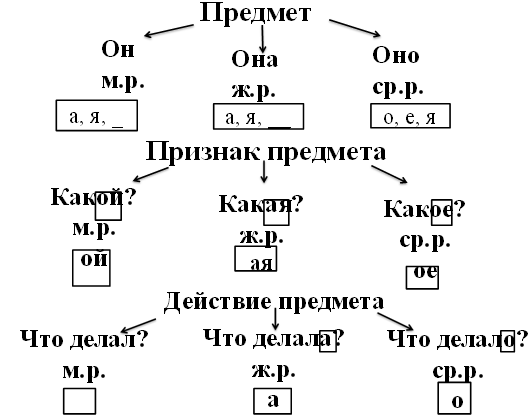 Предмет
Он Она Оно
м.р. ж.р. ср.р.
а, я, _ а, я, __ о, е, я
Признак предмета
Какой? Какая? Какое?
м.р. ж.р. ср.р.
ой ая ое
Действие предмета
Что делал? Что делала? Что делало?
м.р. ж.р. ср.р.
а о